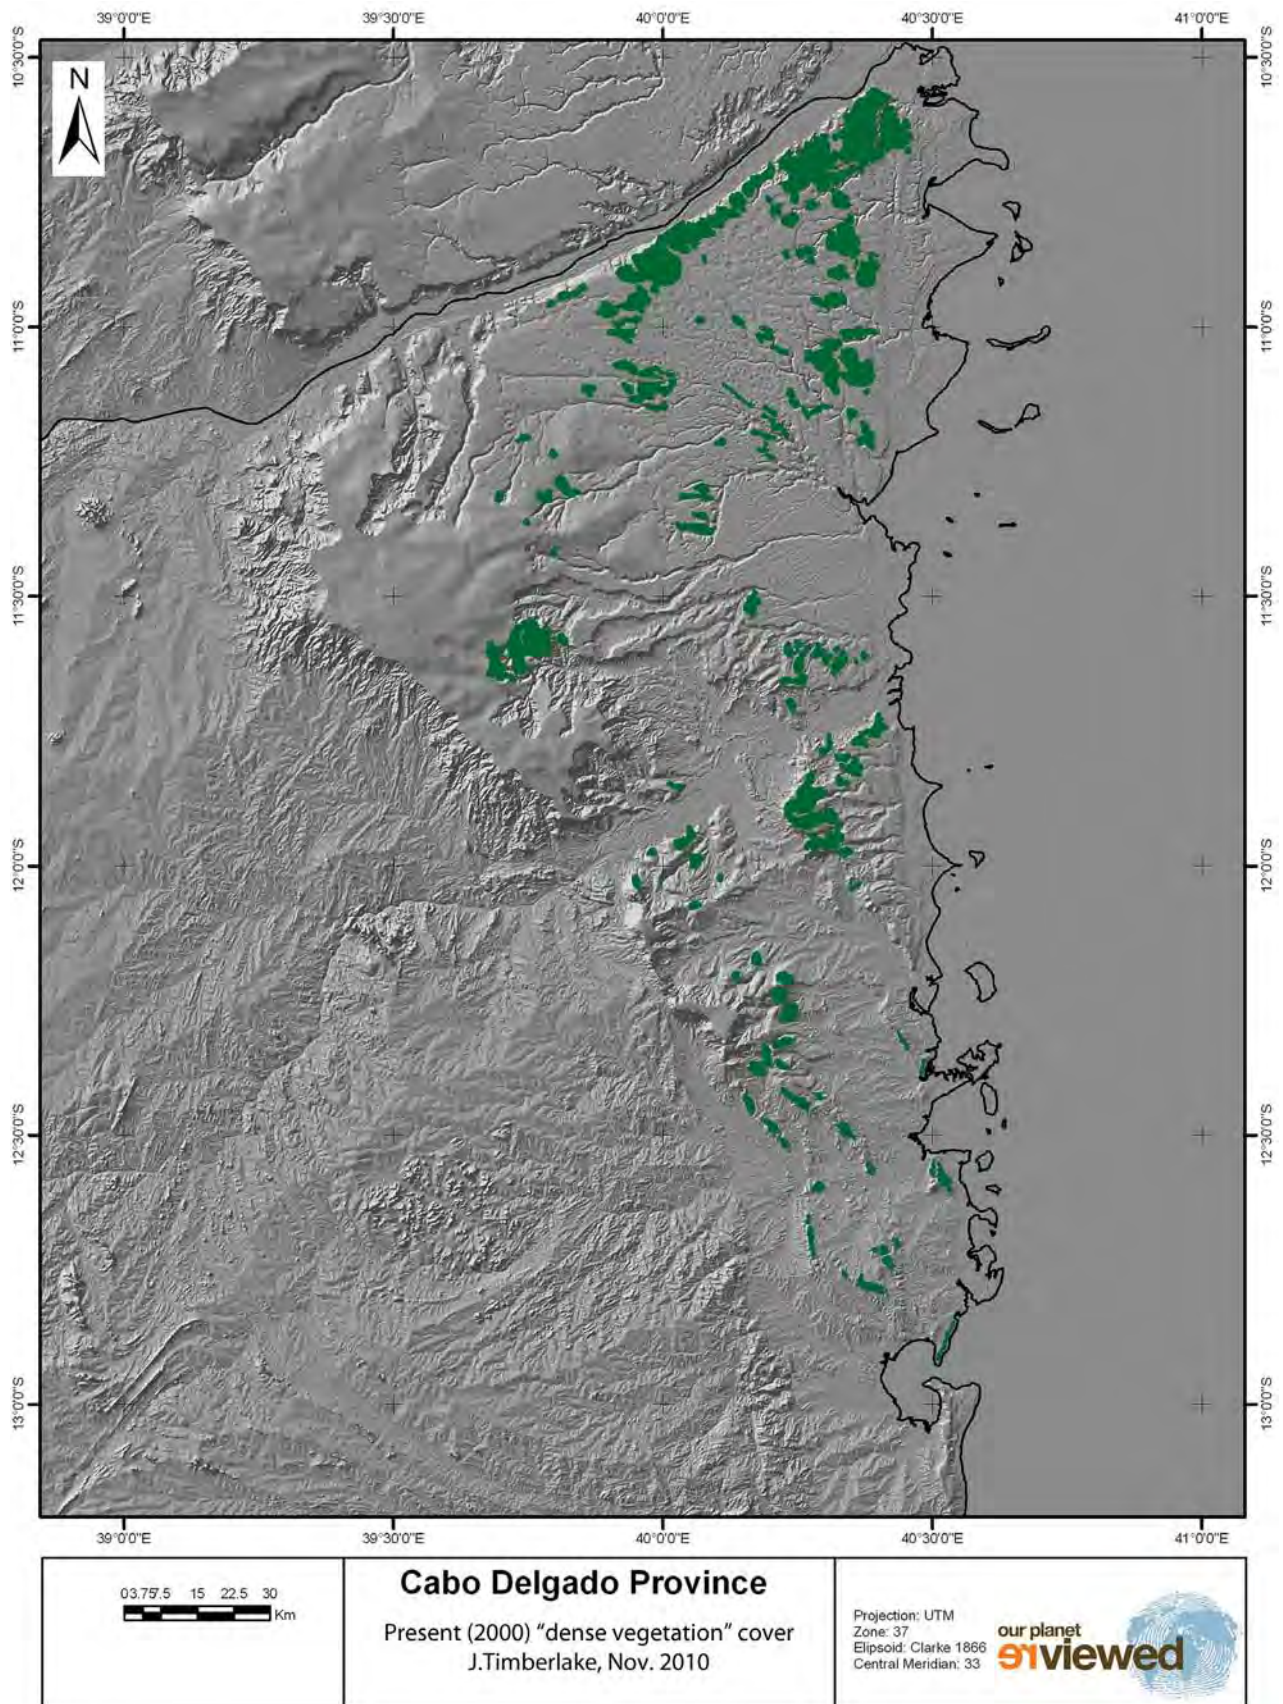 39°0'0"E 39°30'0"E 40°0'0"E 40°30'0"E 41°0'0"E
N
10°30'0"S 10°30'0"S
11°0'0"S 11°0'0"S
11°30'0"S 11°30'0"S
12°0'0"S 12°0'0"S
12°30'0"S 12°30'0"S
13°0'0"S 13°0'0"S
39°0'0"E 39°30'0"E 40°0'0"E 40°30'0"E 41°0'0"E
03.757.5 15 22.5 30
Km
Cabo Delgado Province
Present (2000) “dense vegetation” cover
J.Timberlake, Nov. 2010
Projection: UTM
Zone: 37
Elipsoid: Clarke 1866
Central Meridian: 33
our planet
reviewed